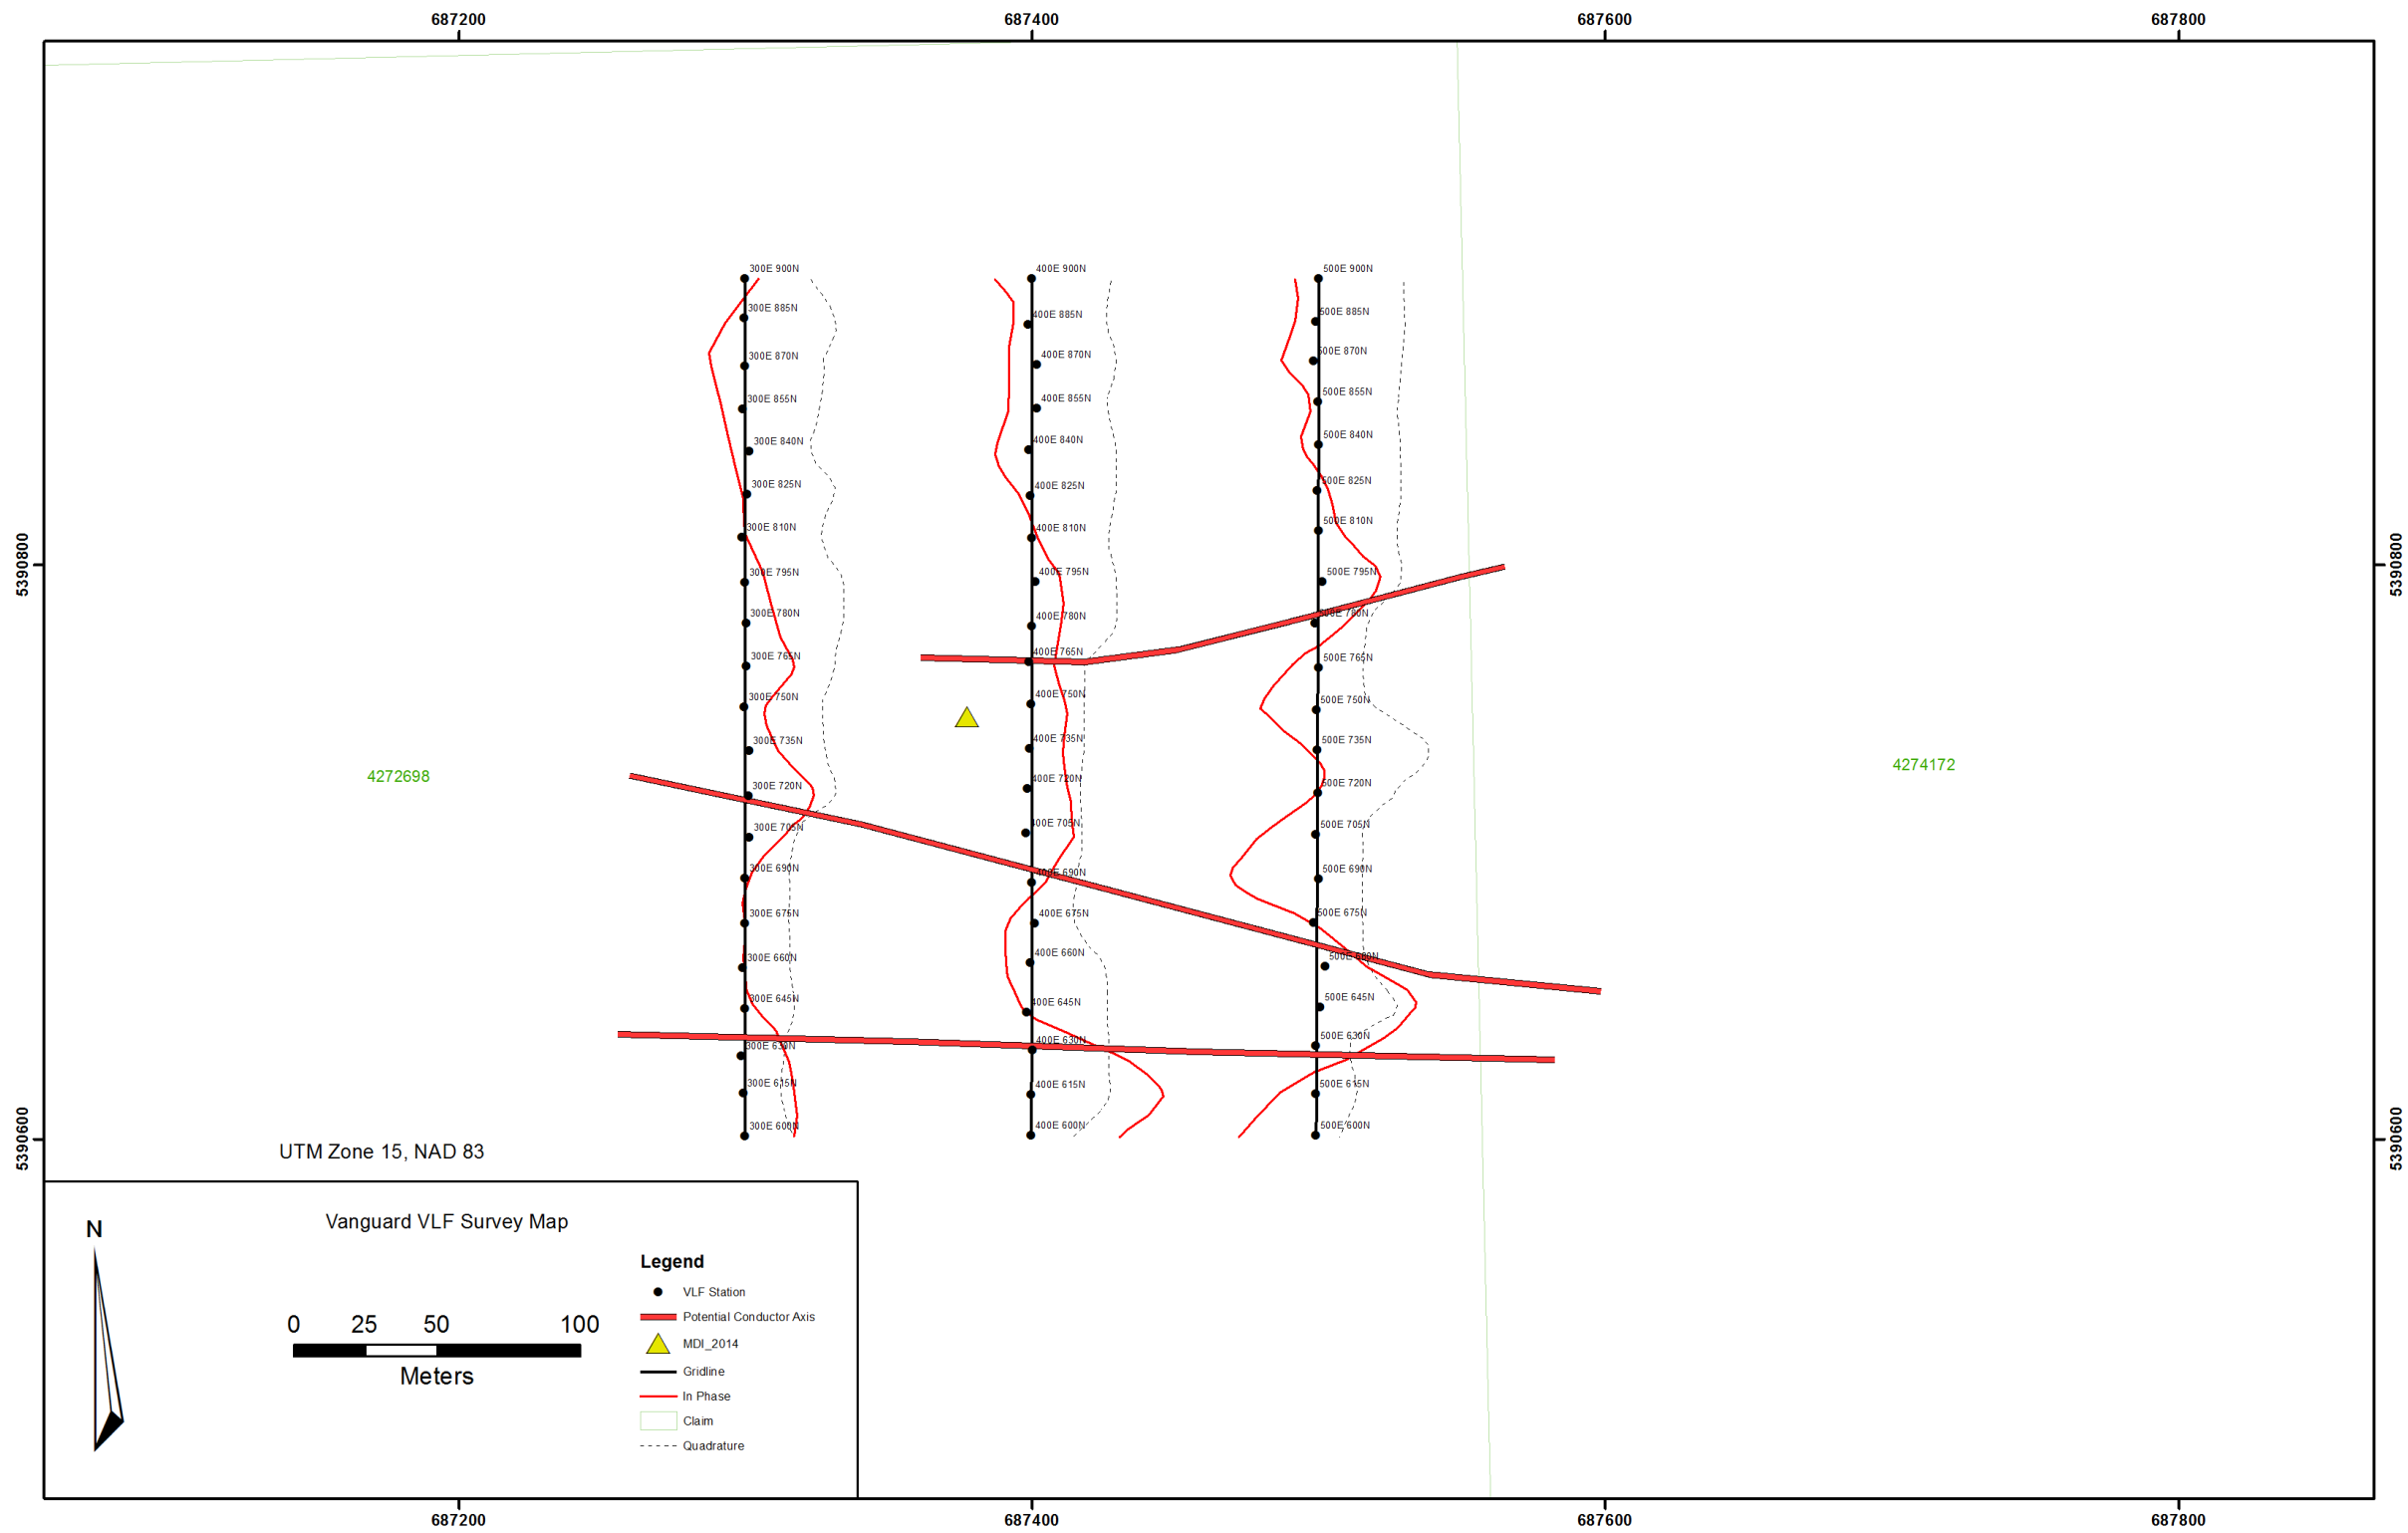 687200 687400 687600 687800
300E 900N 400E 900N 500E 900N
300E 885N 400E 885N 500E 885N
300E 870N 400E 870N 500E 870N
300E 855N 400E 855N 500E 855N
300E 840N 400E 840N 500E 840N
300E 825N 400E 825N 500E 825N
300E 810N 400E 810N 500E 810N
5390800 5390800
300E 795N 400E 795N 500E 795N
300E 780N 400E 780N 500E 780N
300E 765N 400E 765N 500E 765N
300E 750N 400E 750N 500E 750N
300E 735N 400E 735N 500E 735N
4272698 4274172
300E 720N 400E 720N 500E 720N
300E 705N 400E 705N 500E 705N
300E 690N 400E 690N 500E 690N
300E 675N 400E 675N 500E 675N
300E 660N 400E 660N 500E 660N
300E 645N 400E 645N 500E 645N
300E 630N 400E 630N 500E 630N
300E 615N 400E 615N 500E 615N
300E 600N 400E 600N 500E 600N
5390600 5390600
UTM Zone 15, NAD 83
Vanguard VLF Survey Map
N
Legend
VLF Station
Potential Conductor Axis
MDI_2014
Gridline
In Phase
Claim
Quadrature
0 25 50 100
Meters
687200 687400 687600 687800